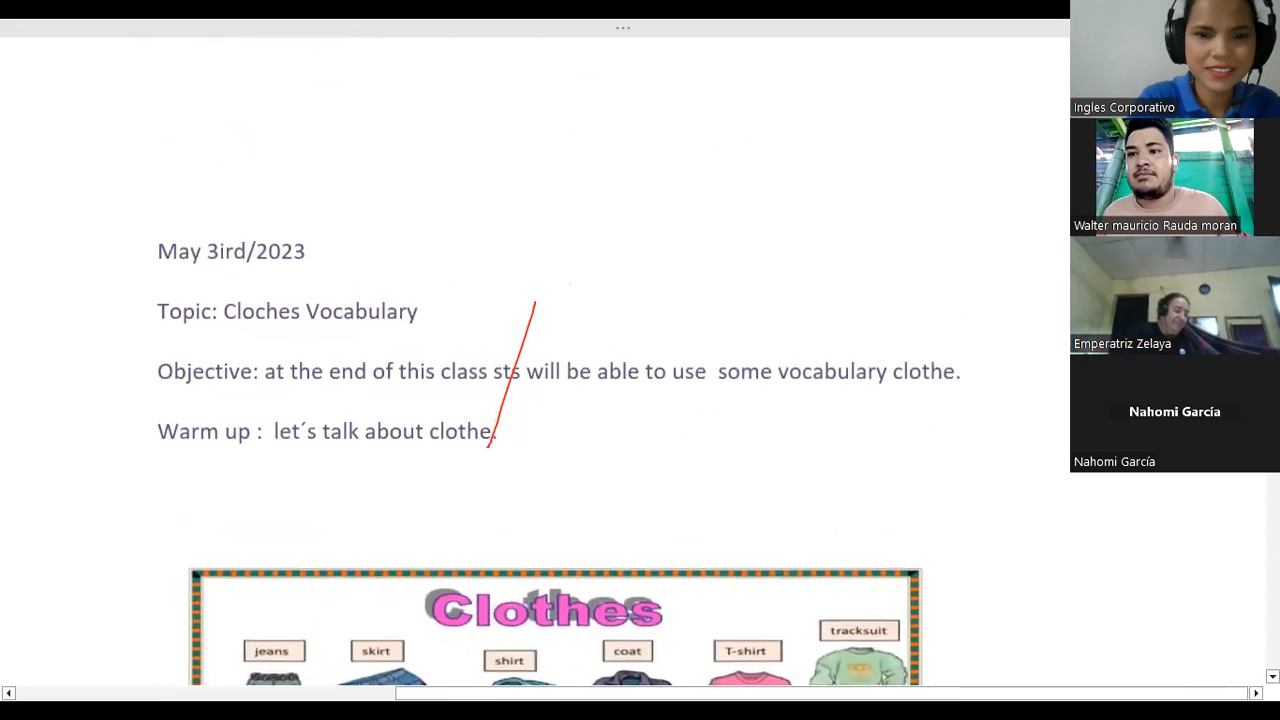 May 3ird/2023
Topic: Cloches Vocabulary
Objective: at the end of this class sts will be able to use  some vocabulary clothe.
Warm up :  let´s talk about clothe.
Clothes
jeans
skirt
shirt
coat
T-shirt
tracksuit
Ingles Corporativo
Walter mauricio Rauda moran
Emperatriz Zelaya
Nahomi García
Nahomi García